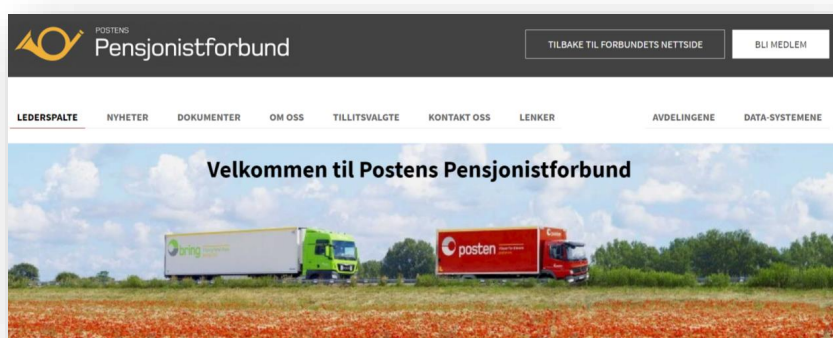 POSTENS
Pensjonistforbund
TILBAKE TIL FORBUNDETS NETTSIDE
BLI MEDLEM
LEDERSPALTE
NYHETER
DOKUMENTER
OM OSS
TILLITSVALGTE
KONTAKT OSS
LENKER
AVDELINGENE
DATA-SYSTEMENE
Velkommen til Postens Pensjonistforbund
bring
posten